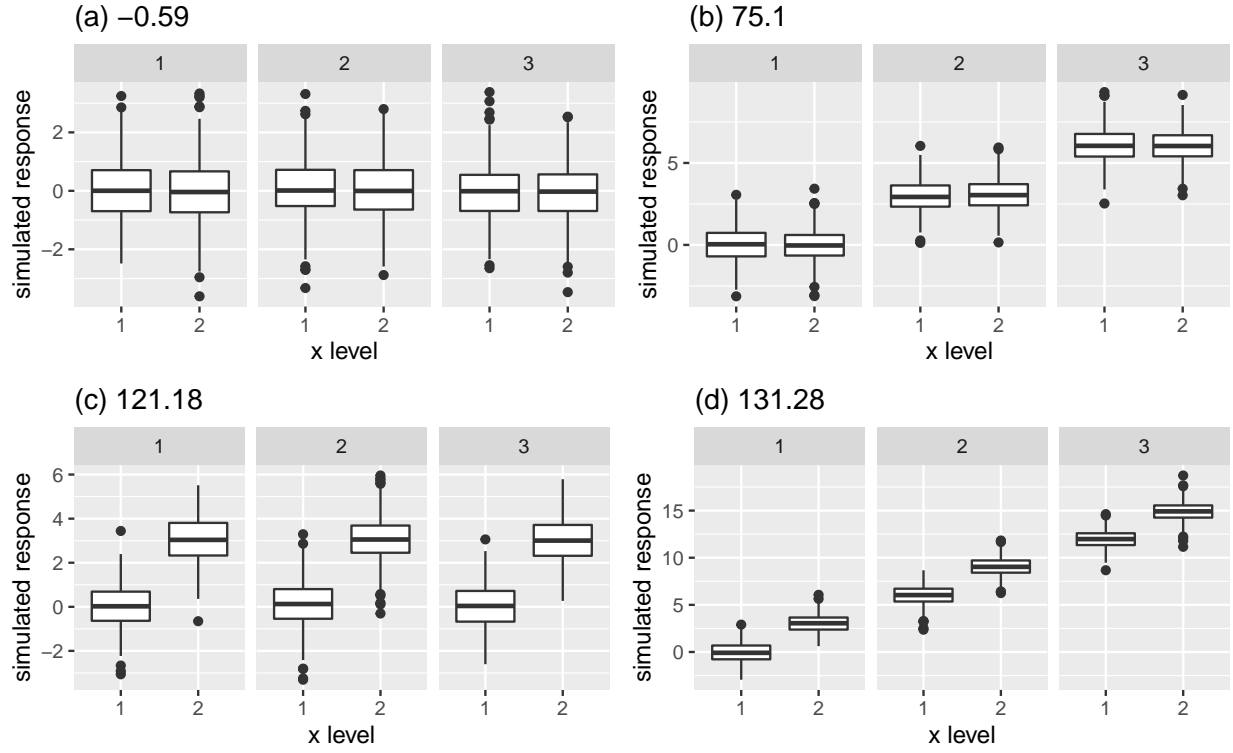 (a) −0.59
1 2 3
simulated response
2
0
−2
1 2 1 2 1 2
x level
(b) 75.1
1 2 3
simulated response
5
0
1 2 1 2 1 2
x level
(c) 121.18
1 2 3
simulated response
6
4
2
0
−2
1 2 1 2 1 2
x level
(d) 131.28
1 2 3
simulated response
15
10
5
0
1 2 1 2 1 2
x level